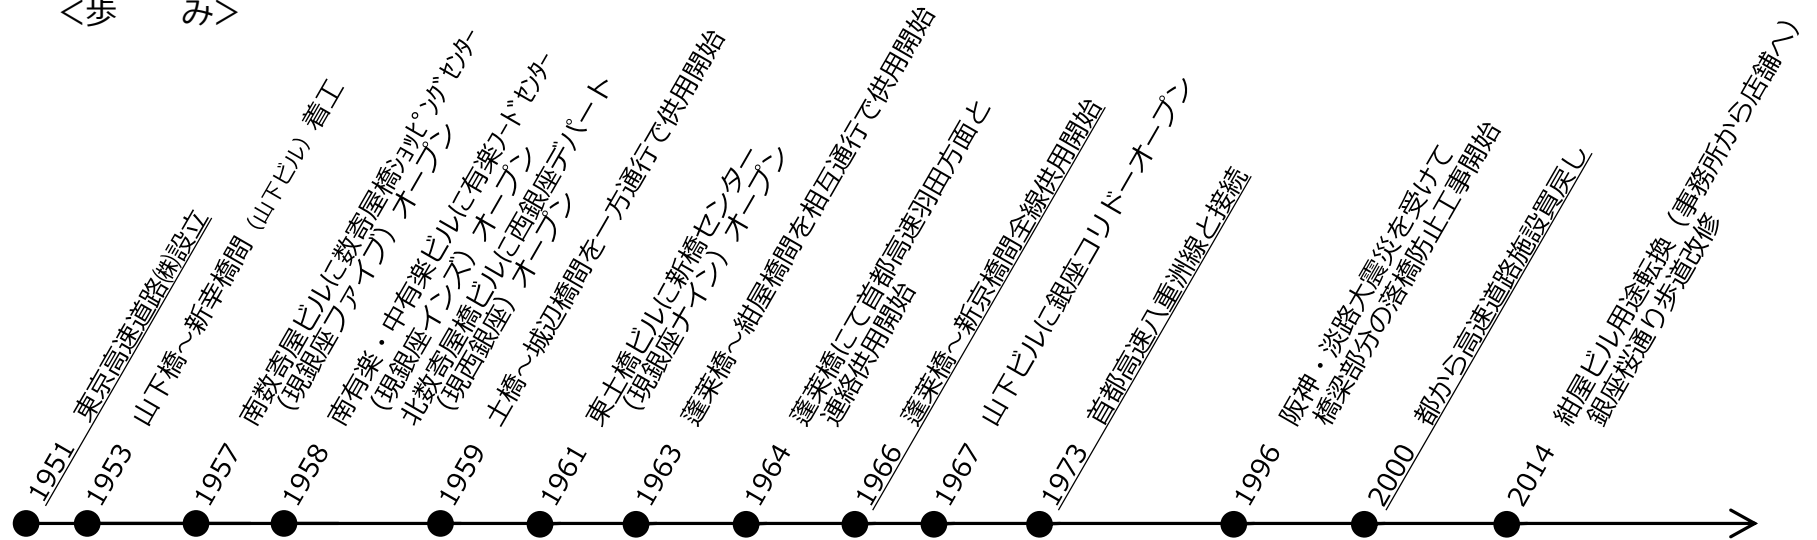 <歩　　み>
1951 東京高速道路㈱設立
1953 山下橋～新幸橋間（山下ビル）着工
1957 南数寄屋ビルに数寄屋橋ｼｮｯﾋﾟﾝｸﾞｾﾝﾀｰ
（現銀座ファイブ）オープン
1958 南有楽・中有楽ビルに有楽ﾌｰﾄﾞｾﾝﾀｰ
（現銀座インズ）オープン
北数寄屋橋ビルに西銀座デパート
（現西銀座）オープン
1959 土橋～城辺橋間を一方通行で供用開始
1961 東土橋ビルに新橋センター
（現銀座ナイン）オープン
1963 蓬莱橋～紺屋橋間を相互通行で供用開始
1964 蓬莱橋にて首都高速羽田方面と
連絡供用開始
1966 蓬莱橋～新京橋間全線供用開始
1967 山下ビルに銀座コリドーオープン
1973 首都高速八重洲線と接続
1996 阪神・淡路大震災を受けて
橋梁部分の落橋防止工事開始
2000 都から高速道路施設買戻し
2014 紺屋ビル用途転換（事務所から店舗へ）
銀座桜通り歩道改修